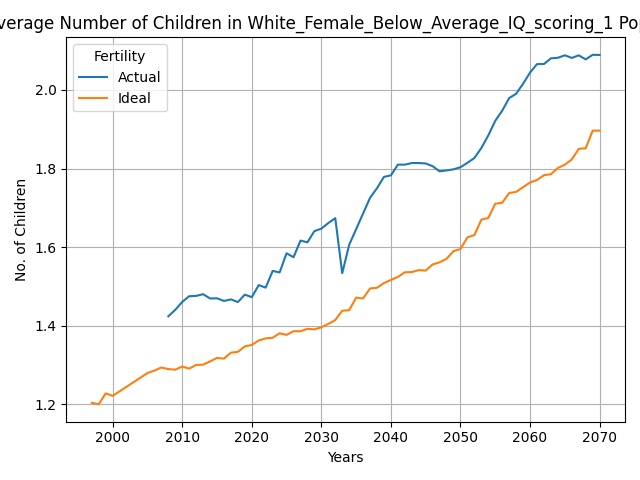 verage Number of Children in White_Female_Below_Average_IQ_scoring_1 Po
Fertility
Actual
Ideal
No. of Children
2.0
1.8
1.6
1.4
1.2
2000 2010 2020 2030 2040 2050 2060 2070
Years